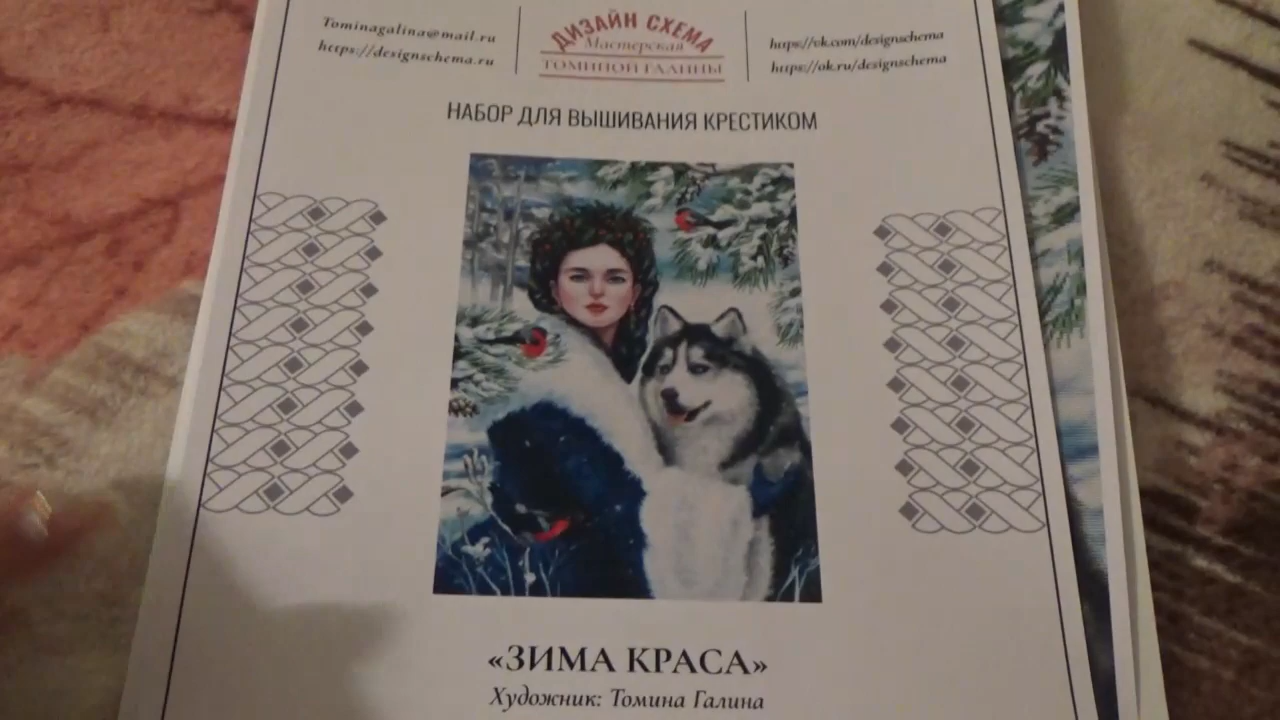 Tominagalina@mail.ru
https://designschema.ru
ДИЗАЙН СХЕМА
Мастерская
ТОМИНОЙ ГАЛИНЫ
https://vk.com/designschema
https://ok.ru/designschema
НАБОР ДЛЯ ВЫШИВАНИЯ КРЕСТИКОМ
«ЗИМА КРАСА»
Художник: Томина Галина